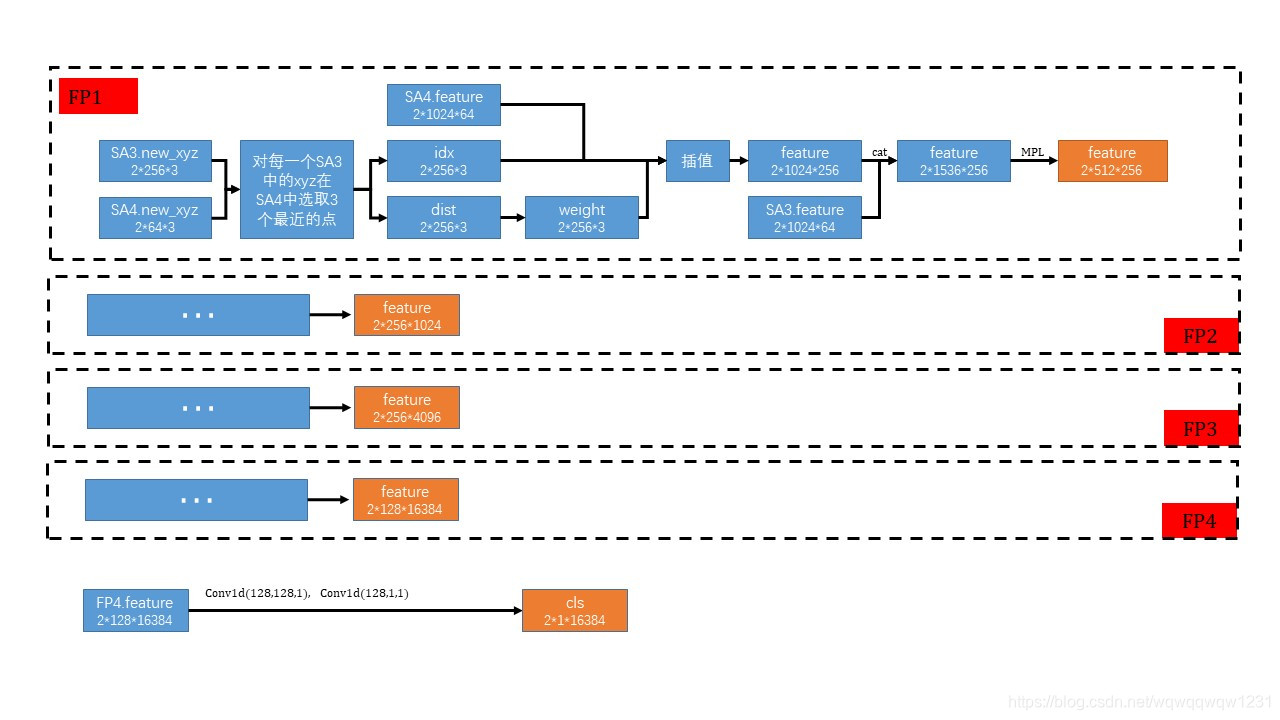 FP1
SA4.feature
2*1024*64
SA3.new_xyz
2*256*3
SA4.new_xyz
2*64*3
对每一个SA3
中的xyz在
SA4中选取3
个最近的点
idx
2*256*3
dist
2*256*3
weight
2*256*3
插值
feature
2*1024*256
cat
SA3.feature
2*1024*64
feature
2*1536*256
MPL
feature
2*512*256
...
feature
2*256*1024
FP2
...
feature
2*256*4096
FP3
...
feature
2*128*16384
FP4
FP4.feature
2*128*16384
Conv1d(128,128,1), Conv1d(128,1,1)
cls
2*1*16384
https://blog.csdn.net/wqwqqwqw1231